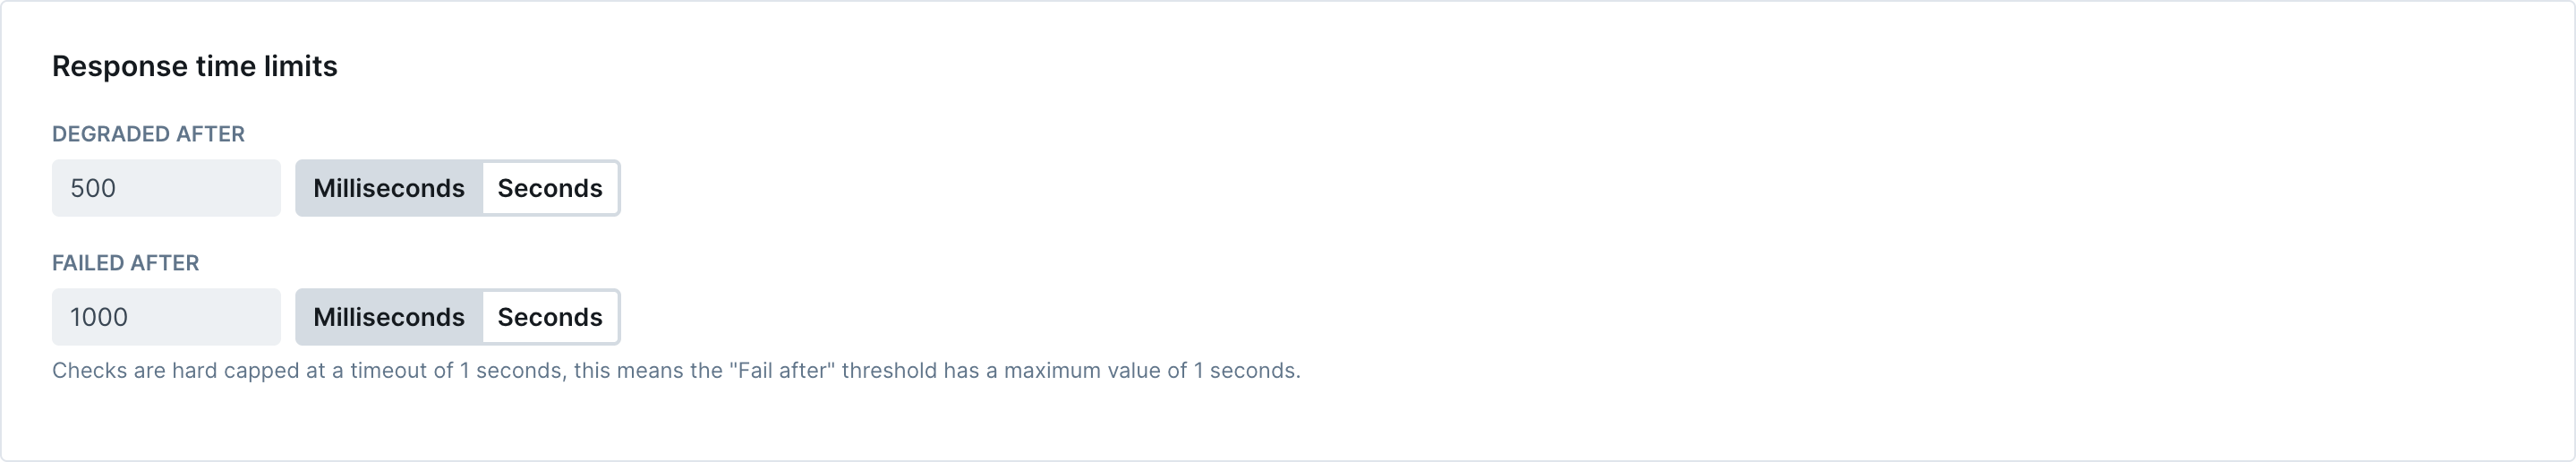 Response time limits
DEGRADED AFTER
500 Milliseconds Seconds
FAILED AFTER
1000 Milliseconds Seconds
Checks are hard capped at a timeout of 1 seconds, this means the "Fail after" threshold has a maximum value of 1 seconds.